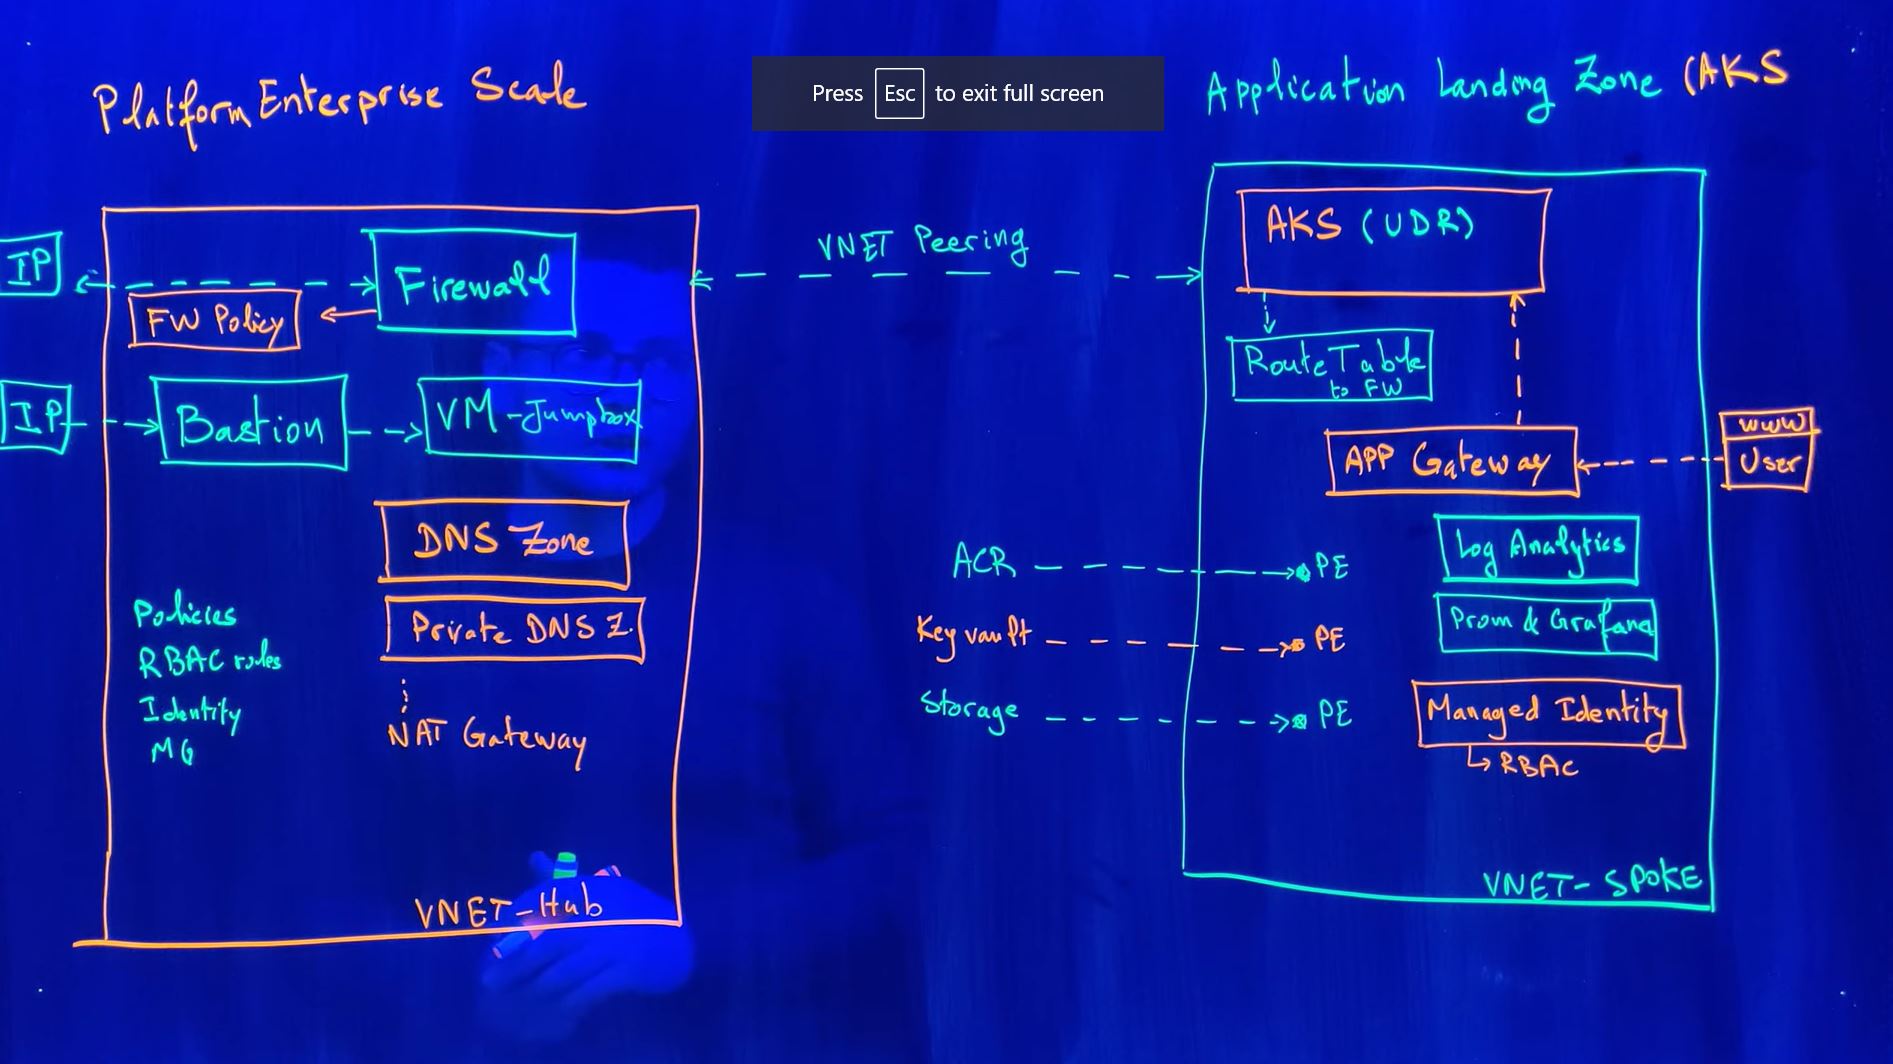 Platform Enterprise Scale
Press Esc to exit full screen
Application Landing Zone (AKS
IP
Firewall
FW Policy
IP
Bastion
VM-Jumpbox
DNS Zone
Private DNS Z.
NAT Gateway
Policies
RBAC roles
Identity
MG
VNET-Hub
VNET Peering
AKS (UDR)
Route Table
to FW
APP Gateway
www
User
ACR
PE
Key vault
PE
Storage
PE
Log Analytics
Prom & Grafana
Managed Identity
RBAC
VNET-SPOKE